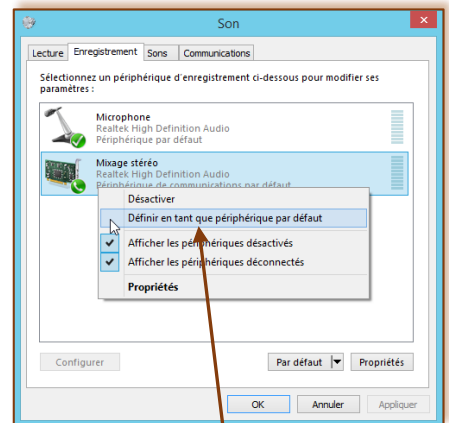 Son
Lecture Enregistrement Sons Communications
Sélectionnez un périphérique d'enregistrement ci-dessous pour modifier ses
paramètres :
Microphone
Realtek High Definition Audio
Périphérique par défaut
Mixage stéréo
Realtek High Definition Audio
Périphérique de communications par défaut
Désactiver
Définir en tant que périphérique par défaut
Afficher les périphériques désactivés
Afficher les périphériques déconnectés
Propriétés
Configurer Par défaut Propriétés
OK Annuler Appliquer